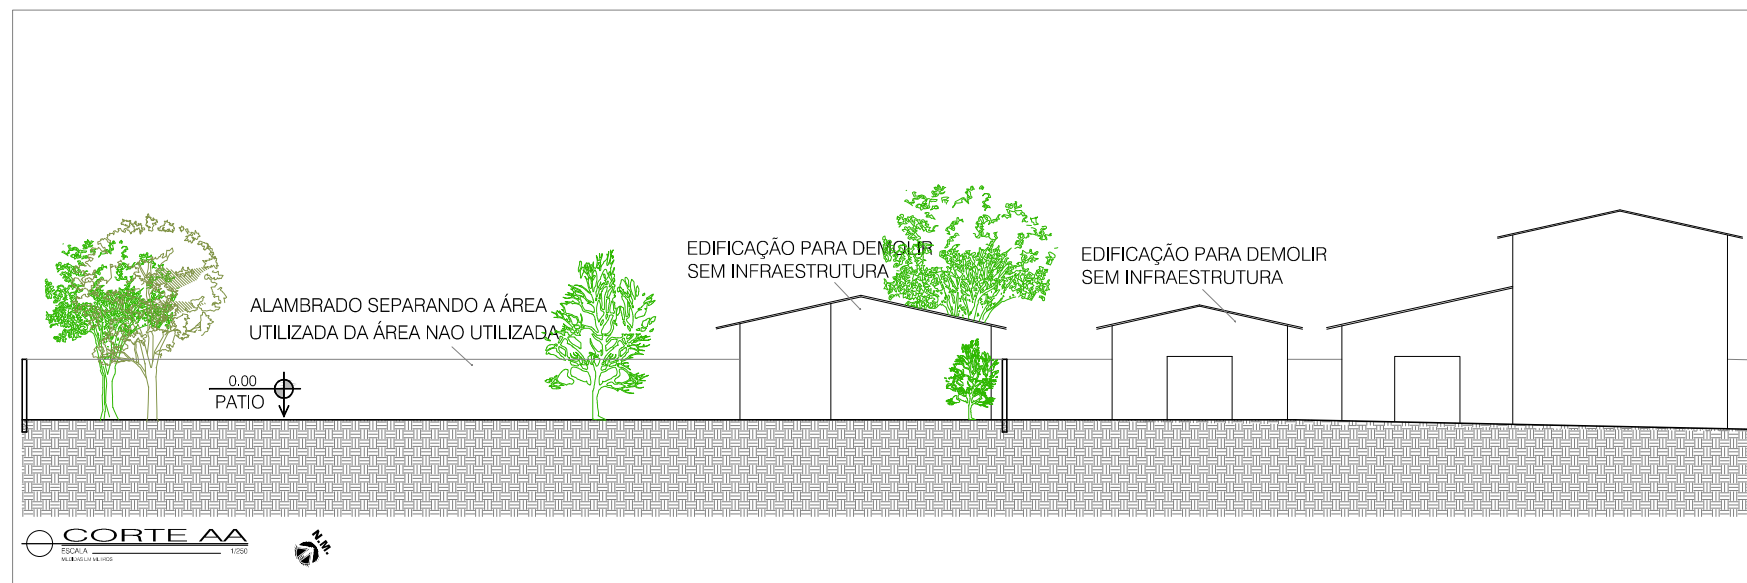 EDIFICAÇÃO PARA DEMOLIR
SEM INFRAESTRUTURA
EDIFICAÇÃO PARA DEMOLIR
SEM INFRAESTRUTURA
ALAMBRADO SEPARANDO A ÁREA
UTILIZADA DA ÁREA NAO UTILIZADA
0.00
PATIO
CORTE AA
ESCALA 1/250
N.M.